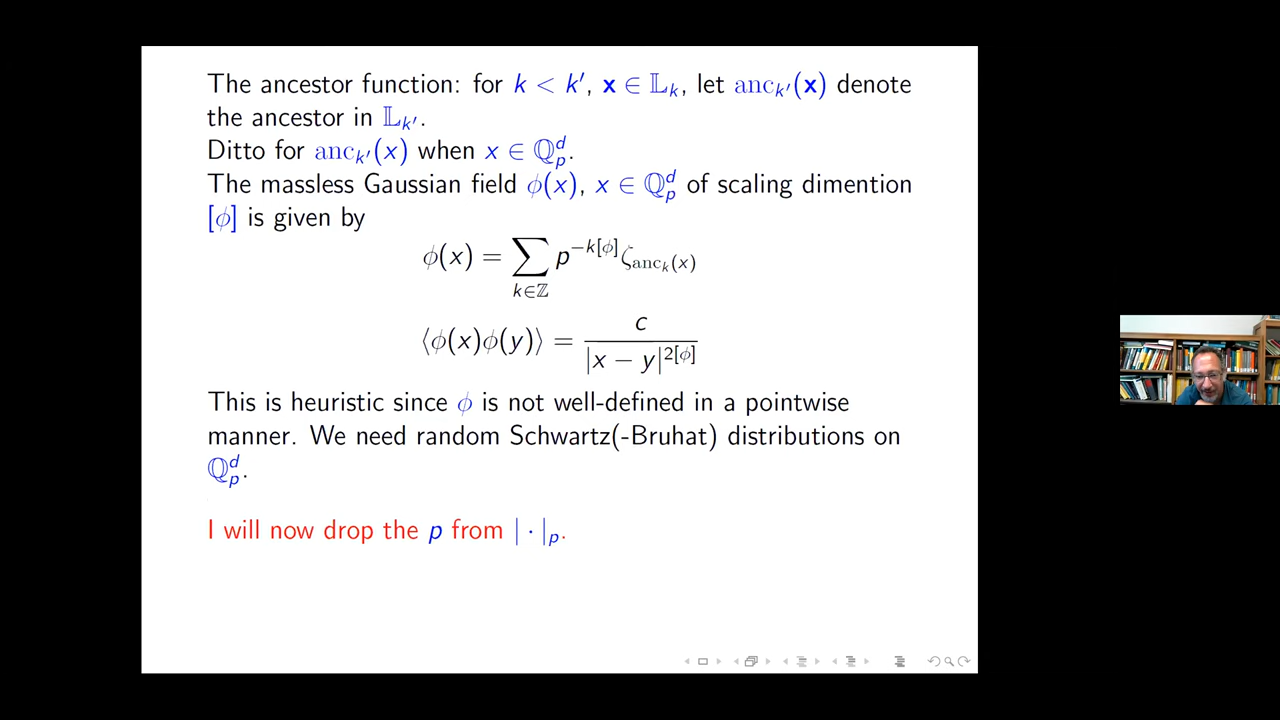 The ancestor function: for k < k′, x ∈ 𝕃_k, let anc_{k′}(x) denote
the ancestor in 𝕃_{k′}.
Ditto for anc_{k′}(x) when x ∈ ℚ_p^d.
The massless Gaussian field ϕ(x), x ∈ ℚ_p^d of scaling dimention
[ϕ] is given by
ϕ(x) = ∑_{k∈ℤ} p^{−k[ϕ]} ζ_{anc_k(x)}
⟨ϕ(x)ϕ(y)⟩ = c / |x − y|^{2[ϕ]}
This is heuristic since ϕ is not well-defined in a pointwise
manner. We need random Schwartz(-Bruhat) distributions on
ℚ_p^d.
I will now drop the p from | · |_p.